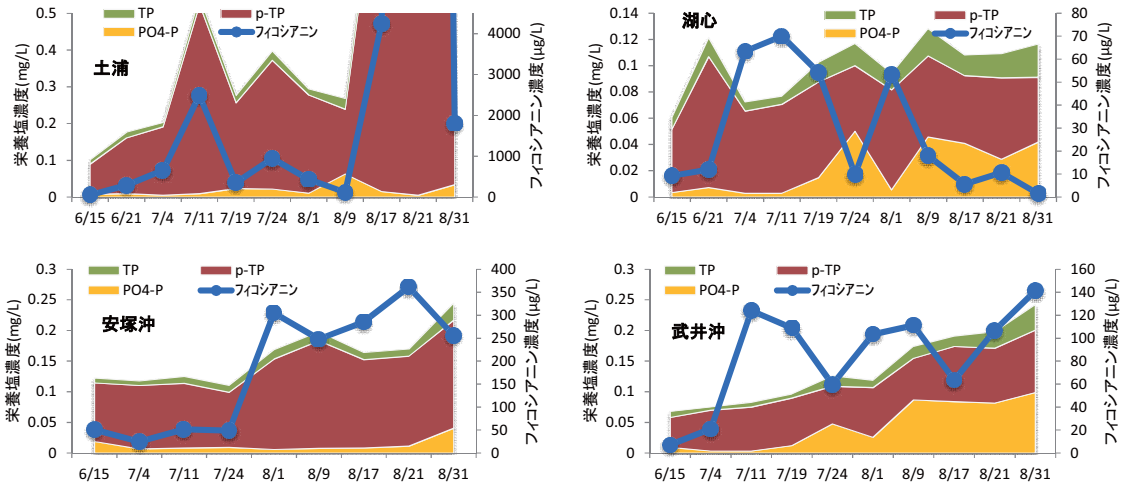 TP
p-TP
PO4-P
フィコシアニン
土浦
栄養塩濃度(mg/L)
0.5
0.4
0.3
0.2
0.1
0
フィコシアニン濃度(μg/L)
4000
3000
2000
1000
0
6/15 6/21 7/4 7/11 7/19 7/24 8/1 8/9 8/17 8/21 8/31
TP
p-TP
PO4-P
フィコシアニン
湖心
栄養塩濃度(mg/L)
0.14
0.12
0.1
0.08
0.06
0.04
0.02
0
フィコシアニン濃度(μg/L)
80
70
60
50
40
30
20
10
0
6/15 6/21 7/4 7/11 7/19 7/24 8/1 8/9 8/17 8/21 8/31
TP
p-TP
PO4-P
フィコシアニン
安塚沖
栄養塩濃度(mg/L)
0.3
0.25
0.2
0.15
0.1
0.05
0
フィコシアニン濃度(μg/L)
400
350
300
250
200
150
100
50
0
6/15 7/4 7/11 7/24 8/1 8/9 8/17 8/21 8/31
TP
p-TP
PO4-P
フィコシアニン
武井沖
栄養塩濃度(mg/L)
0.3
0.25
0.2
0.15
0.1
0.05
0
フィコシアニン濃度(μg/L)
160
140
120
100
80
60
40
20
0
6/15 7/4 7/11 7/19 7/24 8/1 8/9 8/17 8/21 8/31